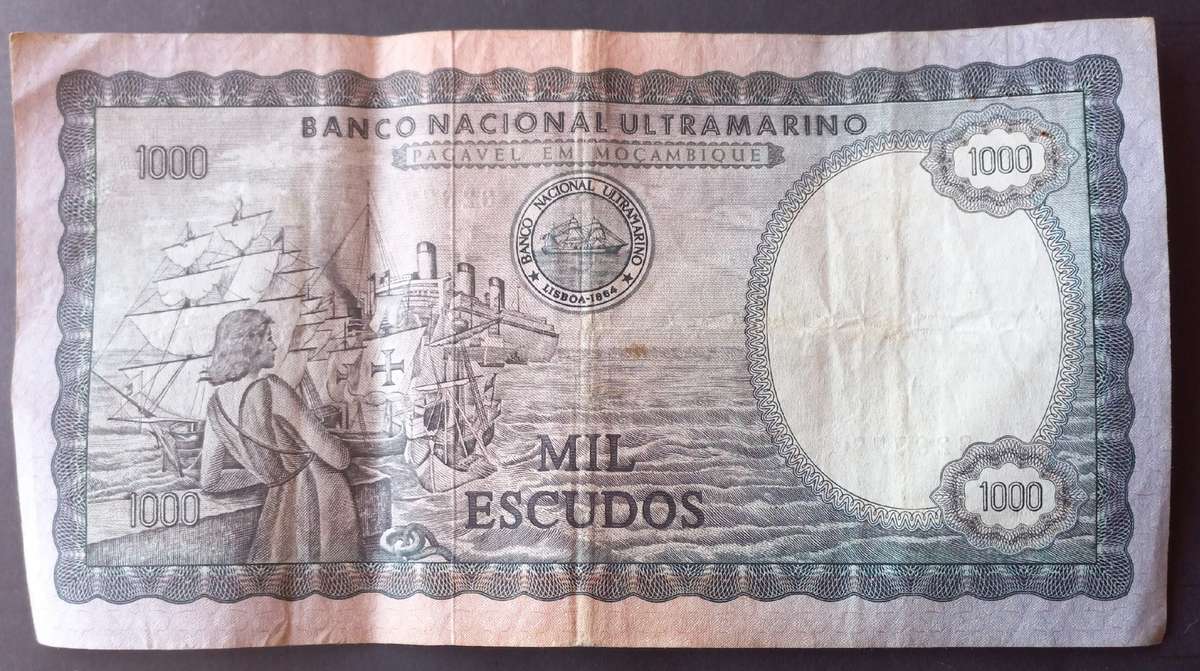 BANCO NACIONAL ULTRAMARINO
PAGAVEL EM MOÇAMBIQUE
1000
1000
BANCO NACIONAL ULTRAMARINO
LISBOA-1864
MIL
ESCUDOS
1000
1000